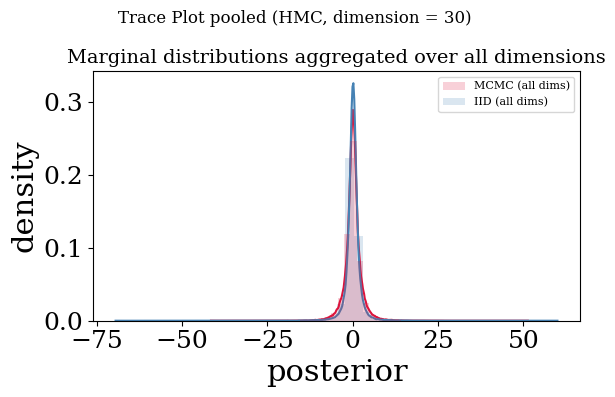 Trace Plot pooled (HMC, dimension = 30)
Marginal distributions aggregated over all dimensions
MCMC (all dims)
IID (all dims)
density
0.3
0.2
0.1
0.0
−75 −50 −25 0 25 50
posterior